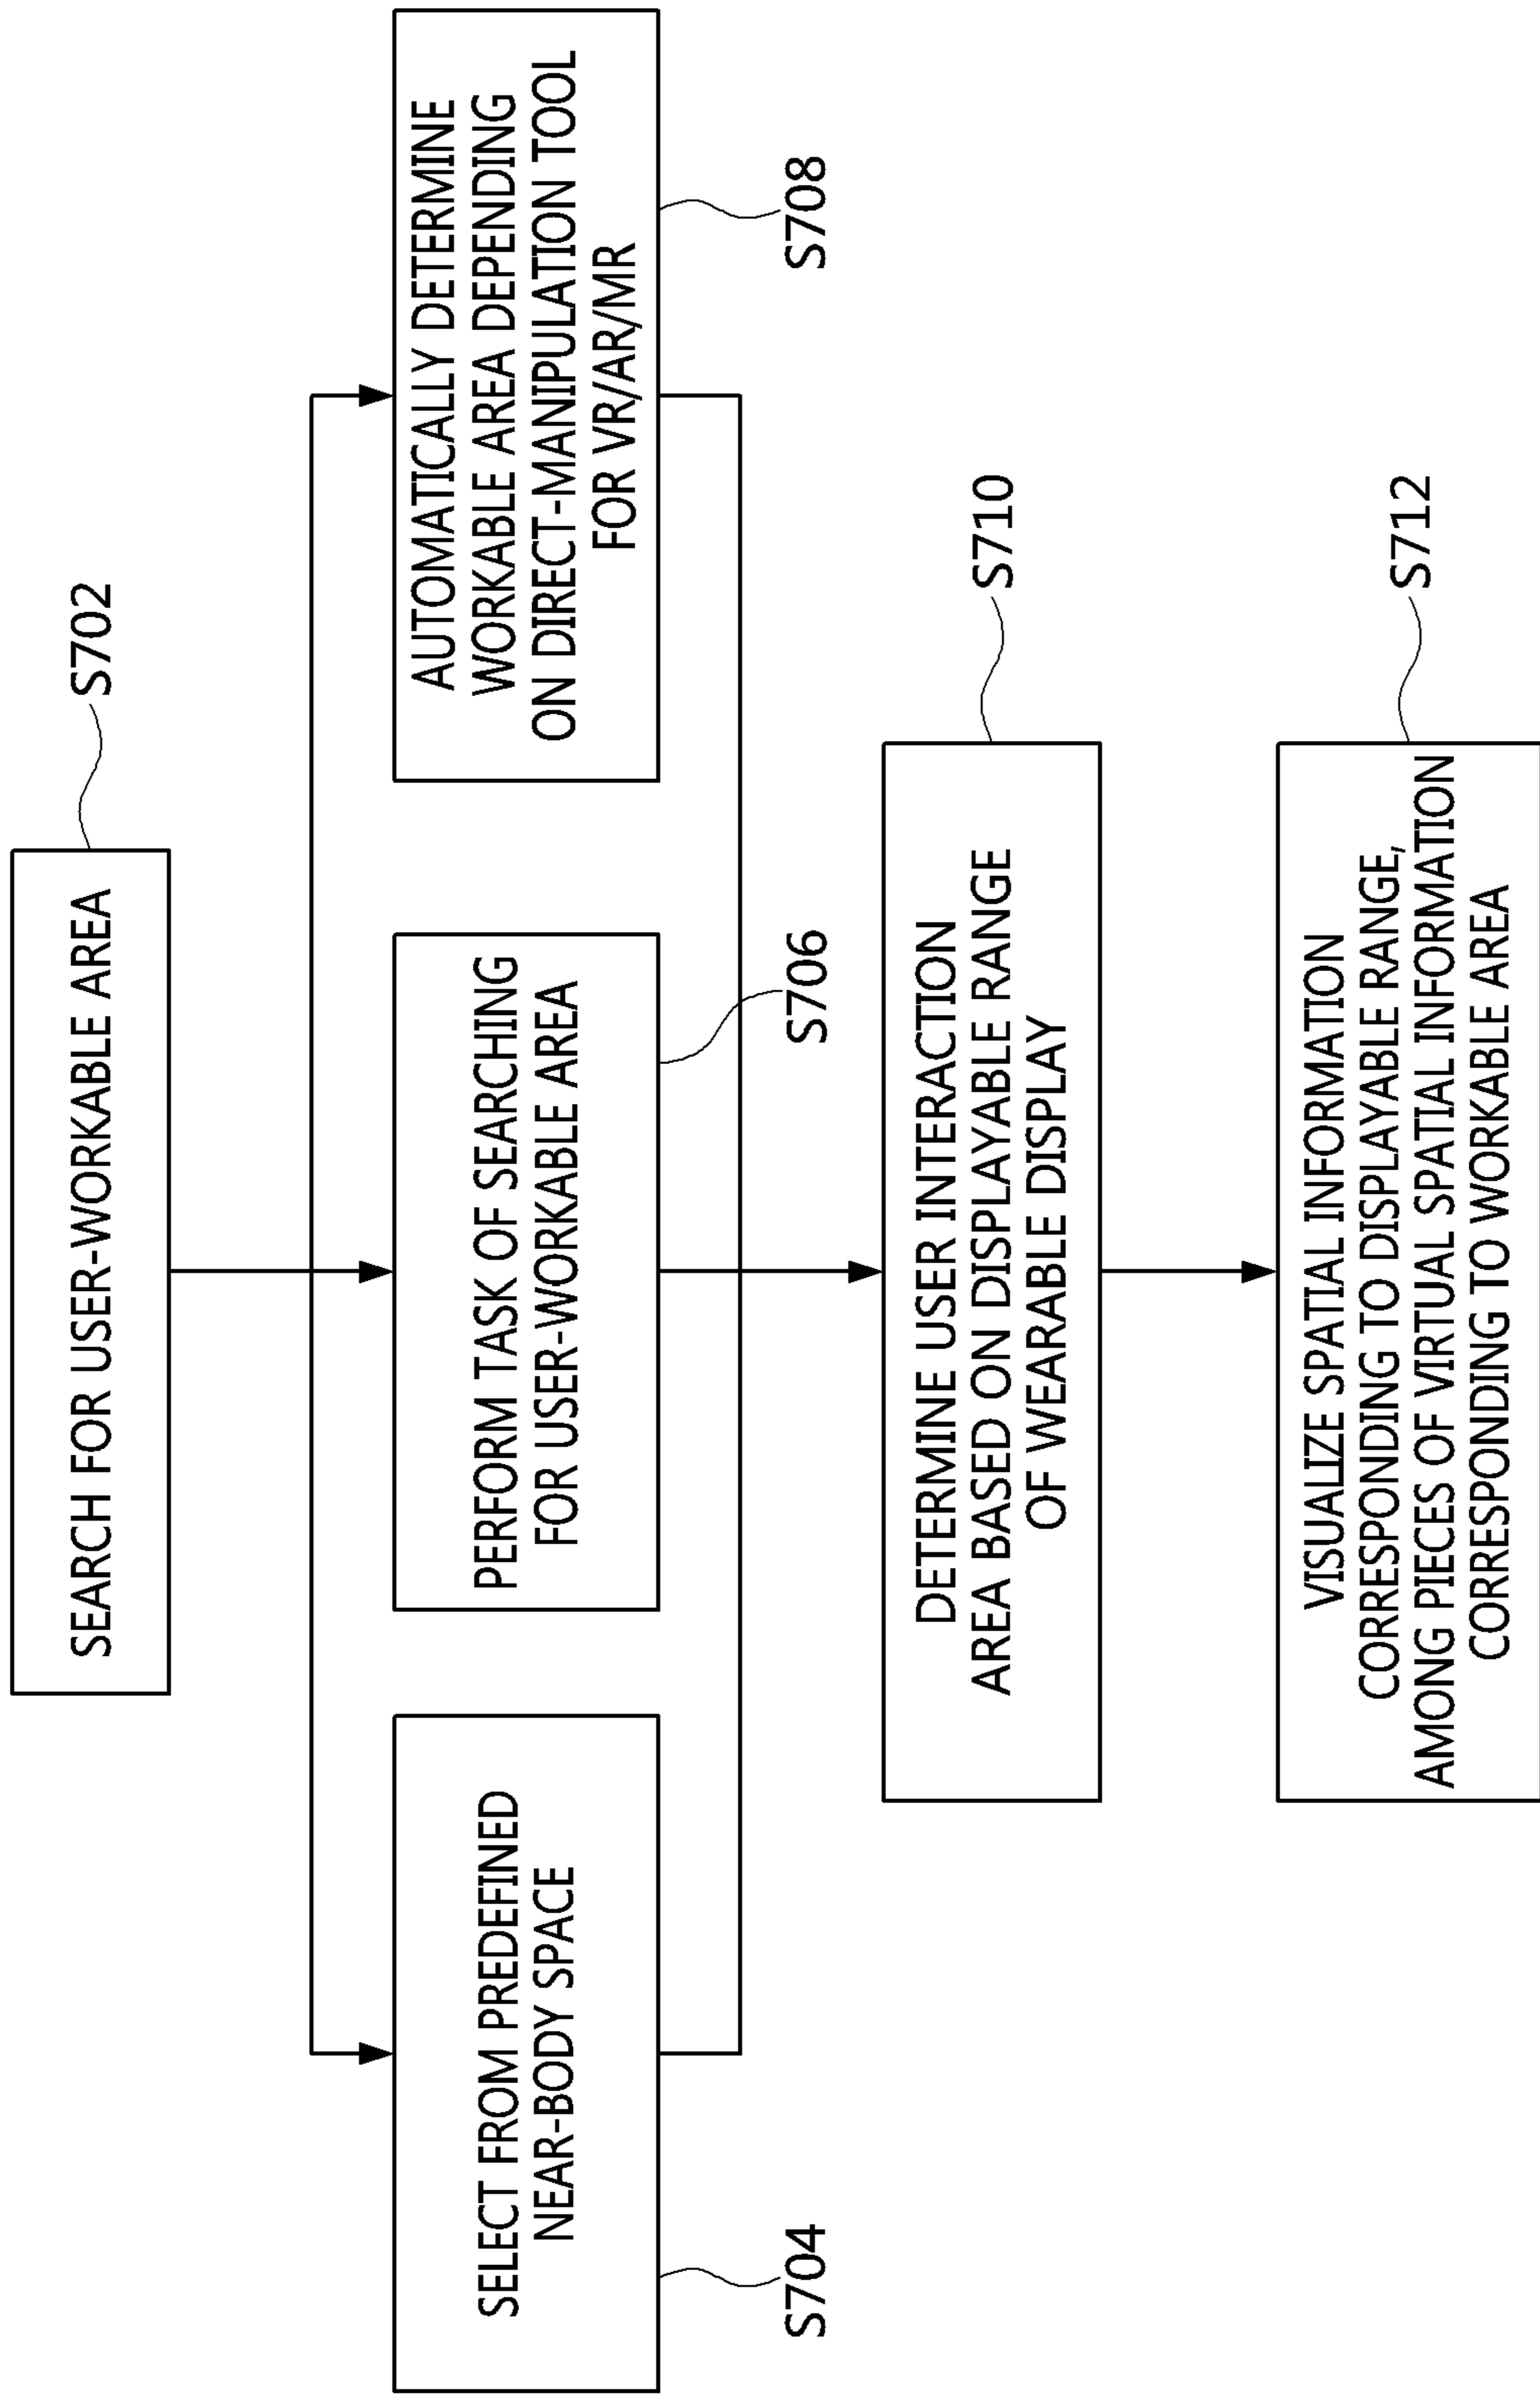 SEARCH FOR USER-WORKABLE AREA
S702
SELECT FROM PREDEFINED
NEAR-BODY SPACE
S704
PERFORM TASK OF SEARCHING
FOR USER-WORKABLE AREA
S706
AUTOMATICALLY DETERMINE
WORKABLE AREA DEPENDING
ON DIRECT-MANIPULATION TOOL
FOR VR/AR/MR
S708
DETERMINE USER INTERACTION
AREA BASED ON DISPLAYABLE RANGE
OF WEARABLE DISPLAY
S710
VISUALIZE SPATIAL INFORMATION
CORRESPONDING TO DISPLAYABLE RANGE,
AMONG PIECES OF VIRTUAL SPATIAL INFORMATION
CORRESPONDING TO WORKABLE AREA
S712